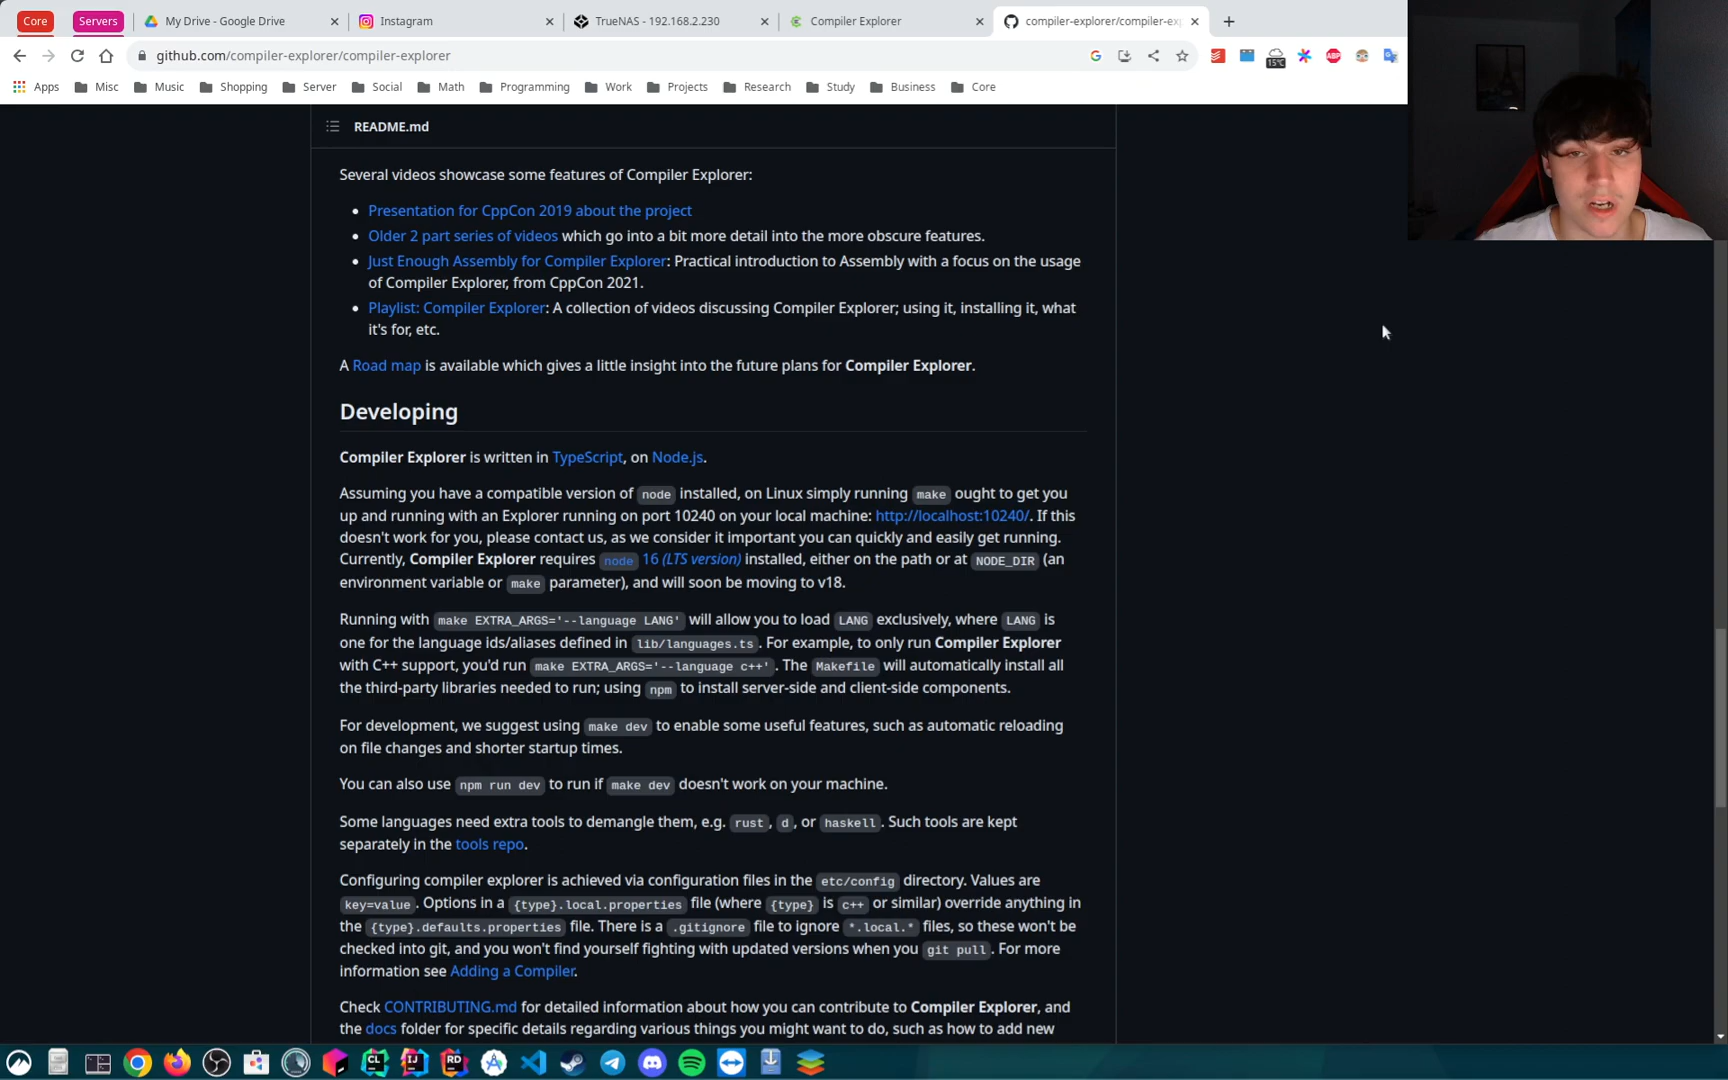 Core
Servers
My Drive - Google Drive
Instagram
TrueNAS - 192.168.2.230
Compiler Explorer
compiler-explorer/compiler-ex
github.com/compiler-explorer/compiler-explorer
15°C
ABP
Apps
Misc
Music
Shopping
Server
Social
Math
Programming
Work
Projects
Research
Study
Business
Core
README.md
Several videos showcase some features of Compiler Explorer:
Presentation for CppCon 2019 about the project
Older 2 part series of videos which go into a bit more detail into the more obscure features.
Just Enough Assembly for Compiler Explorer: Practical introduction to Assembly with a focus on the usage
of Compiler Explorer, from CppCon 2021.
Playlist: Compiler Explorer: A collection of videos discussing Compiler Explorer; using it, installing it, what
it's for, etc.
A Road map is available which gives a little insight into the future plans for Compiler Explorer.
Developing
Compiler Explorer is written in TypeScript, on Node.js.
Assuming you have a compatible version of node installed, on Linux simply running make ought to get you
up and running with an Explorer running on port 10240 on your local machine: http://localhost:10240/. If this
doesn't work for you, please contact us, as we consider it important you can quickly and easily get running.
Currently, Compiler Explorer requires node 16 (LTS version) installed, either on the path or at NODE_DIR (an
environment variable or make parameter), and will soon be moving to v18.
Running with make EXTRA_ARGS='--language LANG' will allow you to load LANG exclusively, where LANG is
one for the language ids/aliases defined in lib/languages.ts. For example, to only run Compiler Explorer
with C++ support, you'd run make EXTRA_ARGS='--language c++'. The Makefile will automatically install all
the third-party libraries needed to run; using npm to install server-side and client-side components.
For development, we suggest using make dev to enable some useful features, such as automatic reloading
on file changes and shorter startup times.
You can also use npm run dev to run if make dev doesn't work on your machine.
Some languages need extra tools to demangle them, e.g. rust, d, or haskell. Such tools are kept
separately in the tools repo.
Configuring compiler explorer is achieved via configuration files in the etc/config directory. Values are
key=value. Options in a {type}.local.properties file (where {type} is c++ or similar) override anything in
the {type}.defaults.properties file. There is a .gitignore file to ignore *.local.* files, so these won't be
checked into git, and you won't find yourself fighting with updated versions when you git pull. For more
information see Adding a Compiler.
Check CONTRIBUTING.md for detailed information about how you can contribute to Compiler Explorer, and
the docs folder for specific details regarding various things you might want to do, such as how to add new
CL
IJ
RD